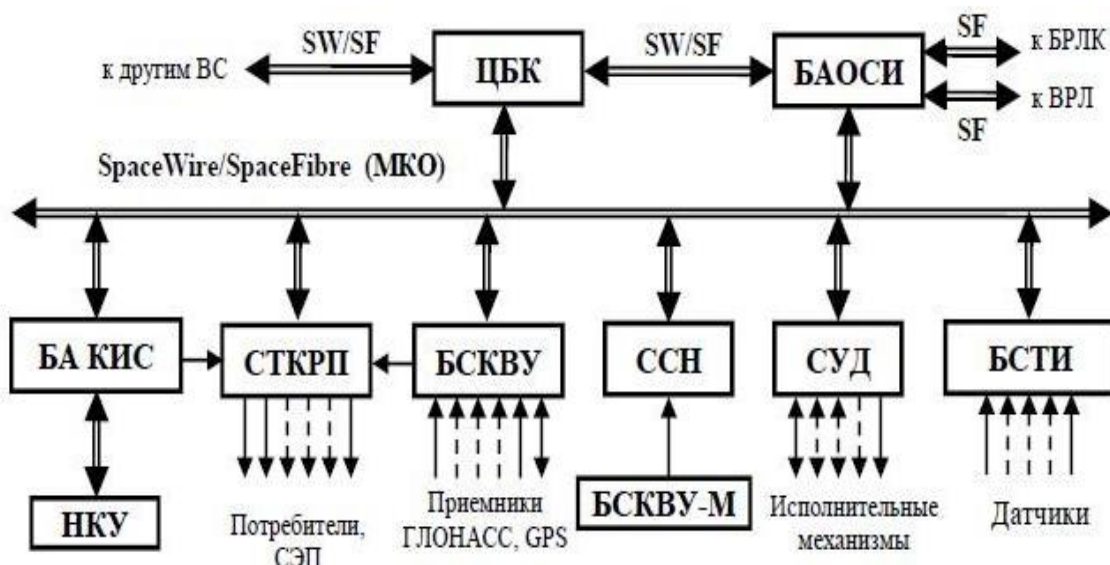 SW/SF
SW/SF
SF
к другим ВС
ЦБК
БАОСИ
к БРЛК
к ВРЛ
SF
SpaceWire/SpaceFibre (МКО)
БА КИС
СТКРП
БСКВУ
ССН
СУД
БСТИ
НКУ
Потребители,
СЭП
Приемники
ГЛОНАСС, GPS
БСКВУ-М
Исполнительные
механизмы
Датчики